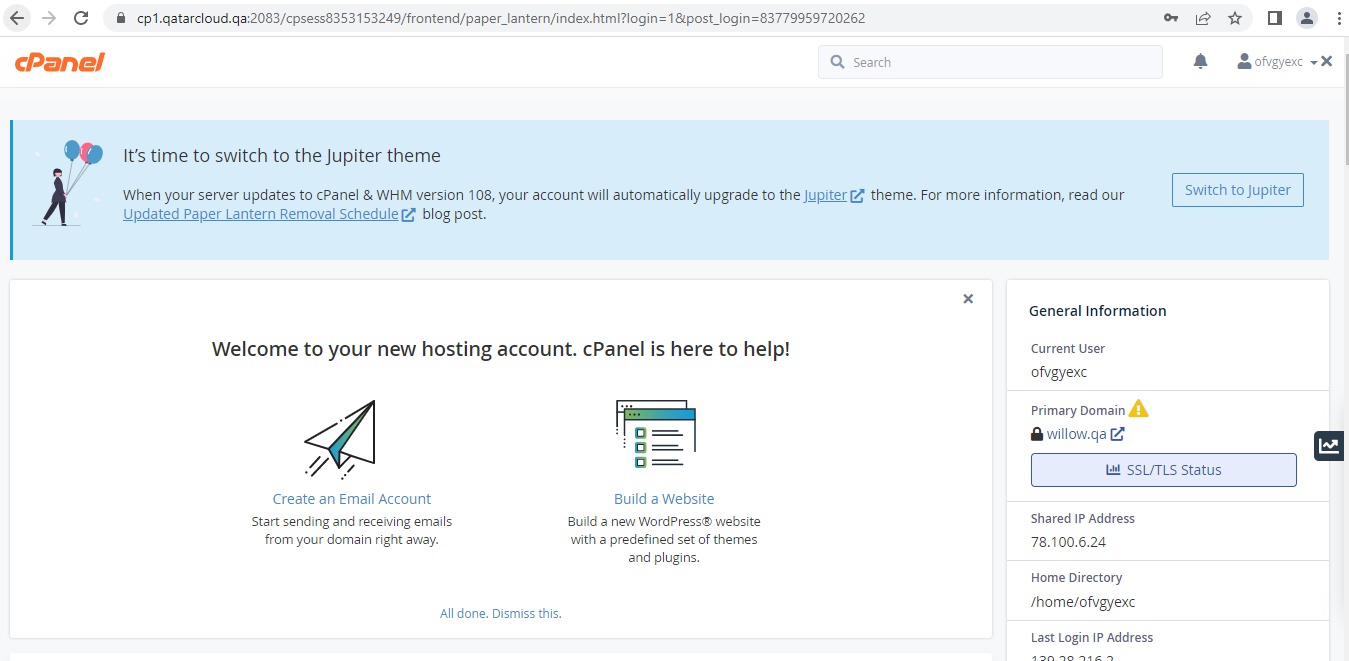 cp1.qatarcloud.qa:2083/cpsess8353153249/frontend/paper_lantern/index.html?login=1&post_login=83779959720262
cPanel
Search
ofvgyexc
It's time to switch to the Jupiter theme
When your server updates to cPanel & WHM version 108, your account will automatically upgrade to the Jupiter theme. For more information, read our
Updated Paper Lantern Removal Schedule blog post.
Switch to Jupiter
Welcome to your new hosting account. cPanel is here to help!
Create an Email Account
Start sending and receiving emails
from your domain right away.
Build a Website
Build a new WordPress® website
with a predefined set of themes
and plugins.
All done. Dismiss this.
General Information
Current User
ofvgyexc
Primary Domain
willow.qa
SSL/TLS Status
Shared IP Address
78.100.6.24
Home Directory
/home/ofvgyexc
Last Login IP Address
139.28.216.2